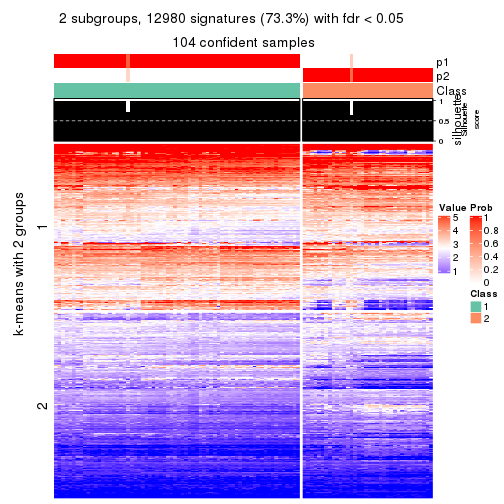 2 subgroups, 12980 signatures (73.3%) with fdr < 0.05
104 confident samples
p1
p2
Class
1
0.5
0
silhouette
Silhouette
score
k-means with 2 groups
1
2
Value
5
4
3
2
1
Prob
1
0.8
0.6
0.4
0.2
0
Class
1
2